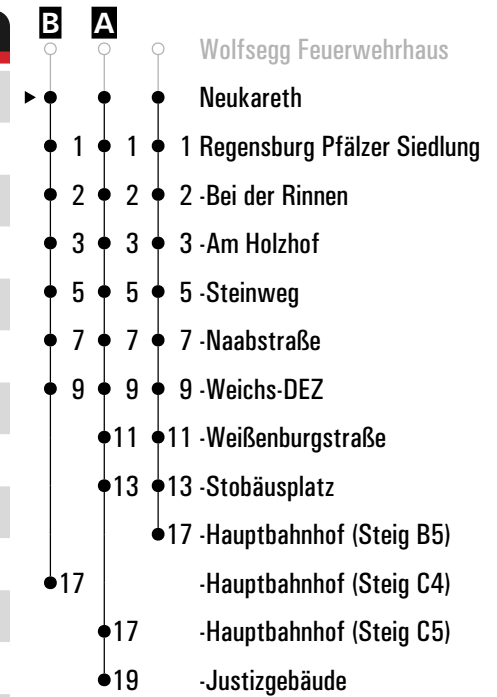 B A
Wolfsegg Feuerwehrhaus
Neukareth
1 1 1 Regensburg Pfälzer Siedlung
2 2 2 -Bei der Rinnen
3 3 3 -Am Holzhof
5 5 5 -Steinweg
7 7 7 -Naabstraße
9 9 9 -Weichs-DEZ
11 11 -Weißenburgstraße
13 13 -Stobäusplatz
17 -Hauptbahnhof (Steig B5)
17 -Hauptbahnhof (Steig C4)
17 -Hauptbahnhof (Steig C5)
19 -Justizgebäude